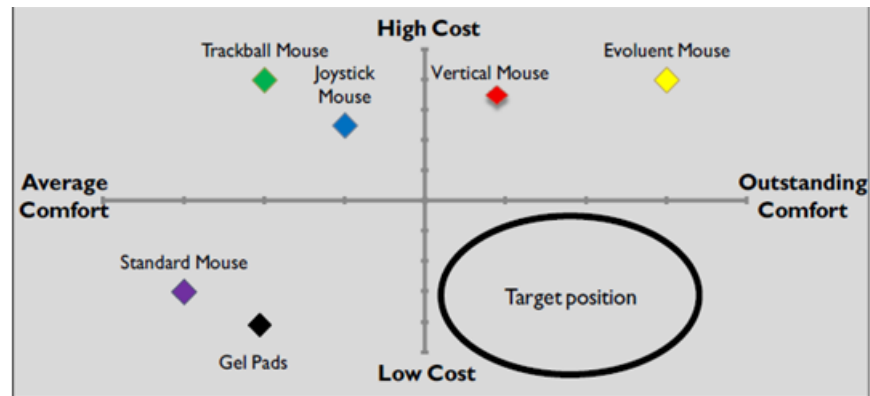 High Cost
Trackball Mouse
Joystick
Mouse
Vertical Mouse
Evoluent Mouse
Average
Comfort
Outstanding
Comfort
Standard Mouse
Target position
Gel Pads
Low Cost